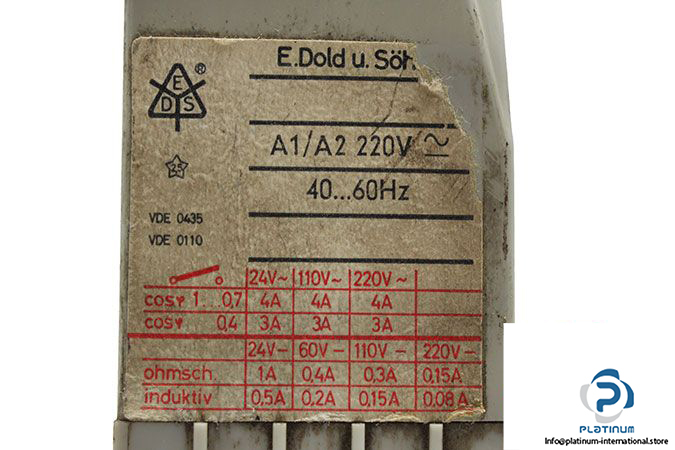 E.Dold u. Söh
E
D S ®
A1/A2 220V ⎓~
40...60Hz
25
VDE 0435
VDE 0110
24V~ 110V~ 220V~
cosφ 1...0,7 4A 4A 4A
cosφ 0,4 3A 3A 3A
24V– 60V– 110V– 220V–
ohmsch. 1A 0,4A 0,3A 0,15A
induktiv 0,5A 0,2A 0,15A 0,08A
PLATINUM
Info@platinum-international.store